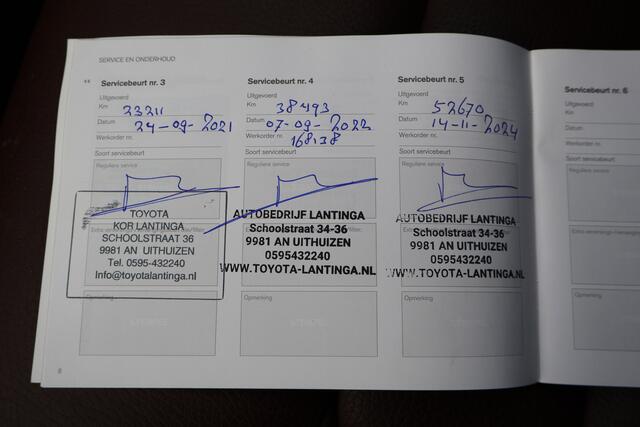 SERVICE EN ONDERHOUD
Servicebeurt nr. 3
Uitgevoerd
Km 23211
Datum 24-09-2021
Werkorder nr.
Soort servicebeurt
Reguliere service
TOYOTA
KOR LANTINGA
SCHOOLSTRAAT 36
9981 AN UITHUIZEN
Tel. 0595-432240
Info@toyotalantinga.nl
Opmerking
Servicebeurt nr. 4
Uitgevoerd
Km 38493
Datum 07-09-2022
Werkorder nr. 168138
Soort servicebeurt
Reguliere service
AUTOBEDRIJF LANTINGA
Schoolstraat 34-36
9981 AN UITHUIZEN
0595432240
WWW.TOYOTA-LANTINGA.NL
Opmerking
Servicebeurt nr. 5
Uitgevoerd
Km 52670
Datum 14-11-2024
Werkorder nr.
Soort servicebeurt
Reguliere service
AUTOBEDRIJF LANTINGA
Schoolstraat 34-36
9981 AN UITHUIZEN
0595432240
WWW.TOYOTA-LANTINGA.NL
Opmerking
Servicebeurt nr. 6
Uitgevoerd
Km
Datum
Werkorder nr.
Soort servicebeurt
Reguliere service
Opmerking
8